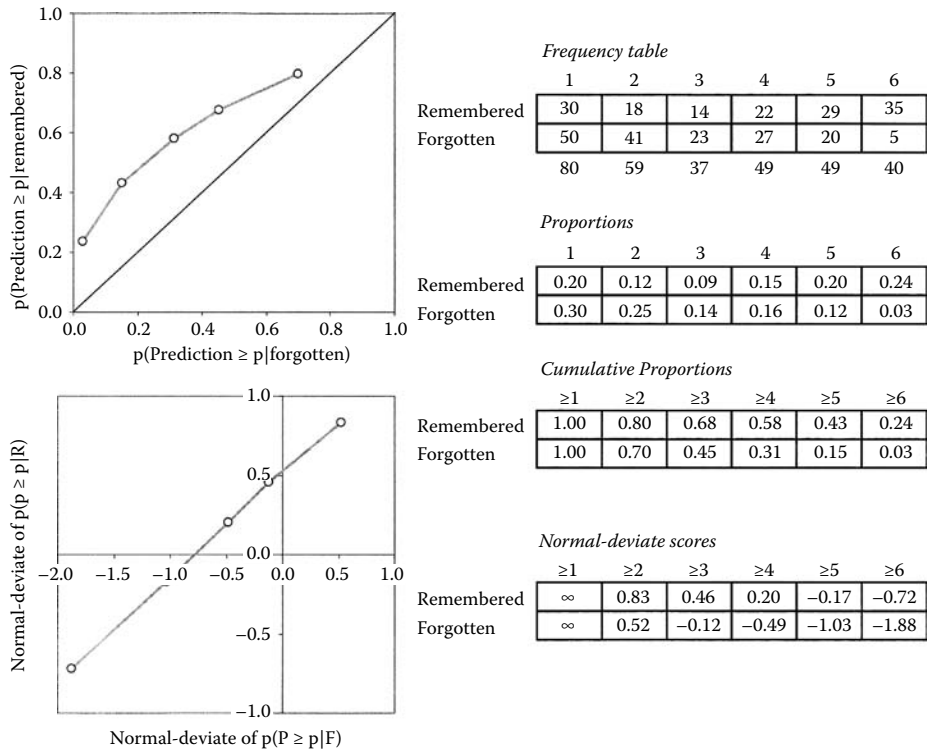 1.0
0.8
0.6
0.4
0.2
0.0
0.0 0.2 0.4 0.6 0.8 1.0
p(Prediction ≥ p|remembered)
p(Prediction ≥ p|forgotten)
1.0
0.5
0.0
−2.0 −1.5 −1.0 −0.5 0.0 0.5 1.0
−0.5
−1.0
Normal-deviate of p(p ≥ p|R)
Normal-deviate of p(P ≥ p|F)
Frequency table
1 2 3 4 5 6
Remembered 30 18 14 22 29 35
Forgotten 50 41 23 27 20 5
80 59 37 49 49 40
Proportions
1 2 3 4 5 6
Remembered 0.20 0.12 0.09 0.15 0.20 0.24
Forgotten 0.30 0.25 0.14 0.16 0.12 0.03
Cumulative Proportions
≥1 ≥2 ≥3 ≥4 ≥5 ≥6
Remembered 1.00 0.80 0.68 0.58 0.43 0.24
Forgotten 1.00 0.70 0.45 0.31 0.15 0.03
Normal-deviate scores
≥1 ≥2 ≥3 ≥4 ≥5 ≥6
Remembered ∞ 0.83 0.46 0.20 −0.17 −0.72
Forgotten ∞ 0.52 −0.12 −0.49 −1.03 −1.88